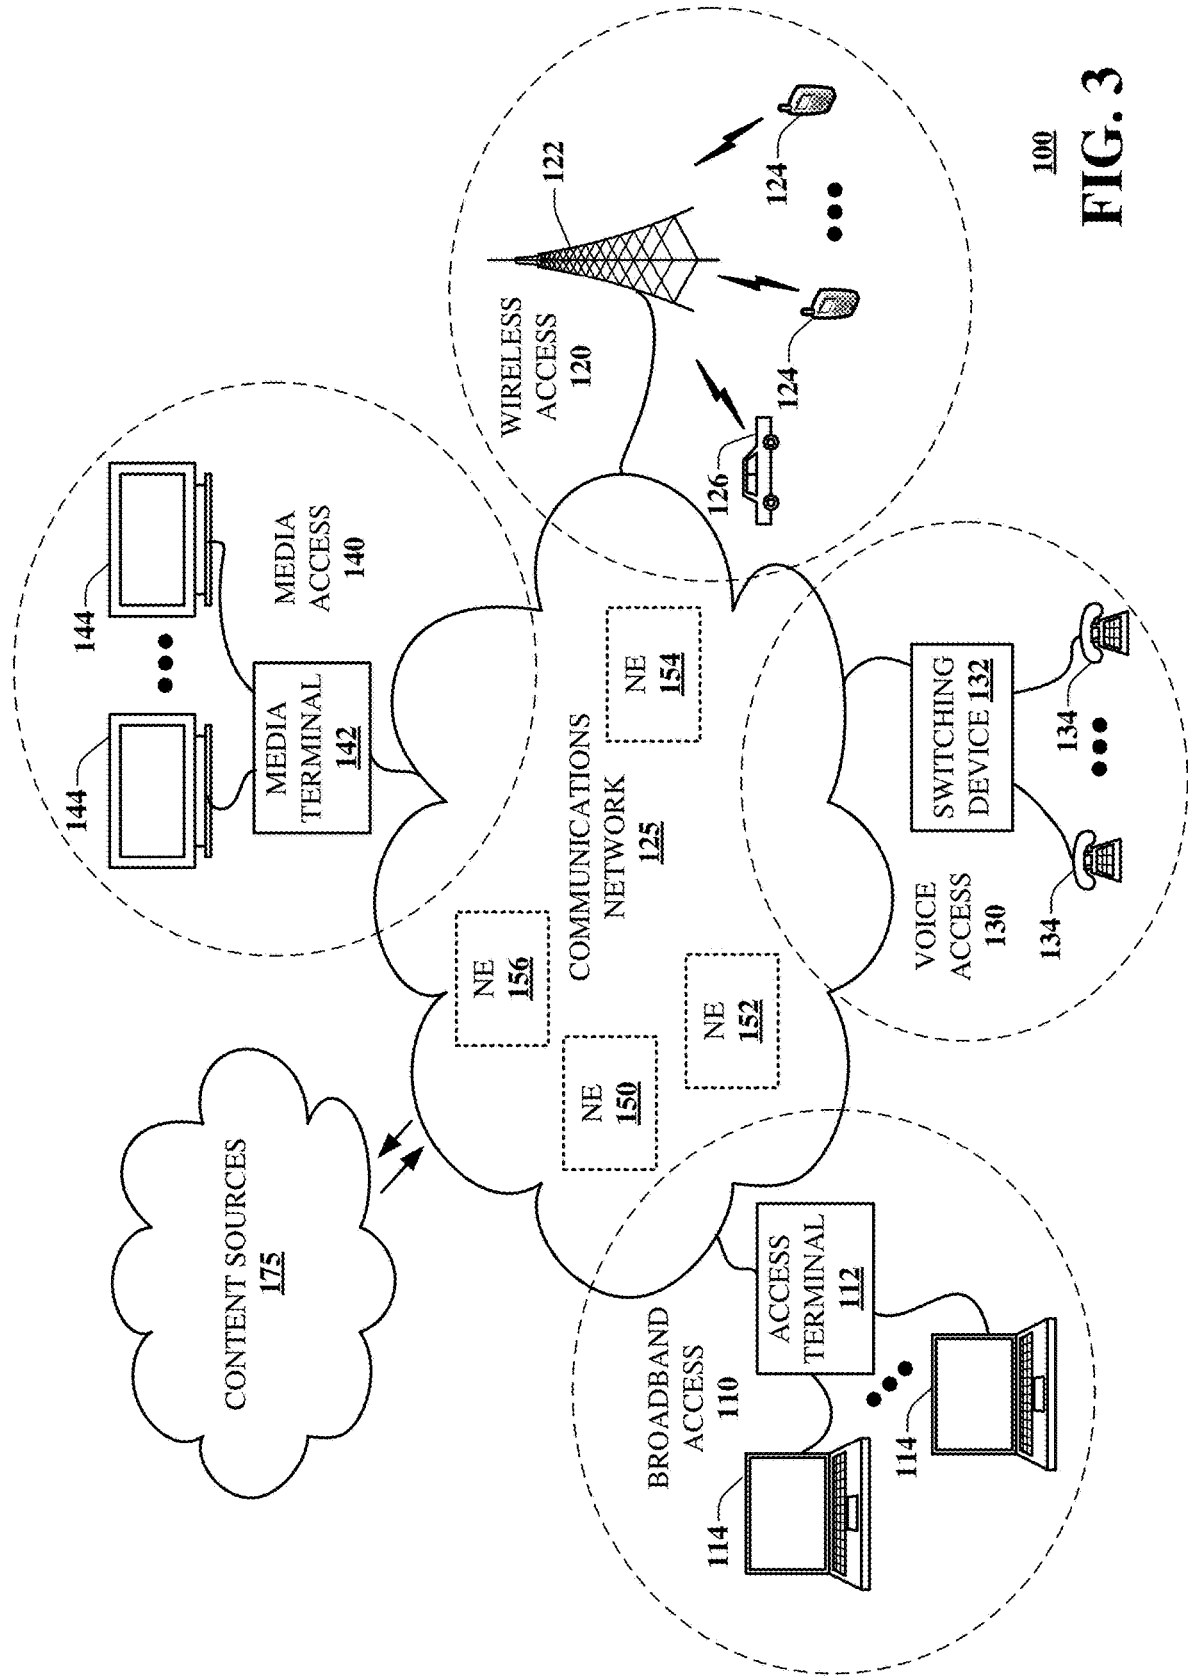 CONTENT SOURCES
175
144
144
MEDIA
TERMINAL
142
MEDIA
ACCESS
140
NE
156
NE
150
NE
152
NE
154
COMMUNICATIONS
NETWORK
125
WIRELESS
ACCESS
120
122
124
124
126
BROADBAND
ACCESS
110
ACCESS
TERMINAL
112
114
114
VOICE
ACCESS
130
SWITCHING
DEVICE 132
134
134
100
FIG. 3